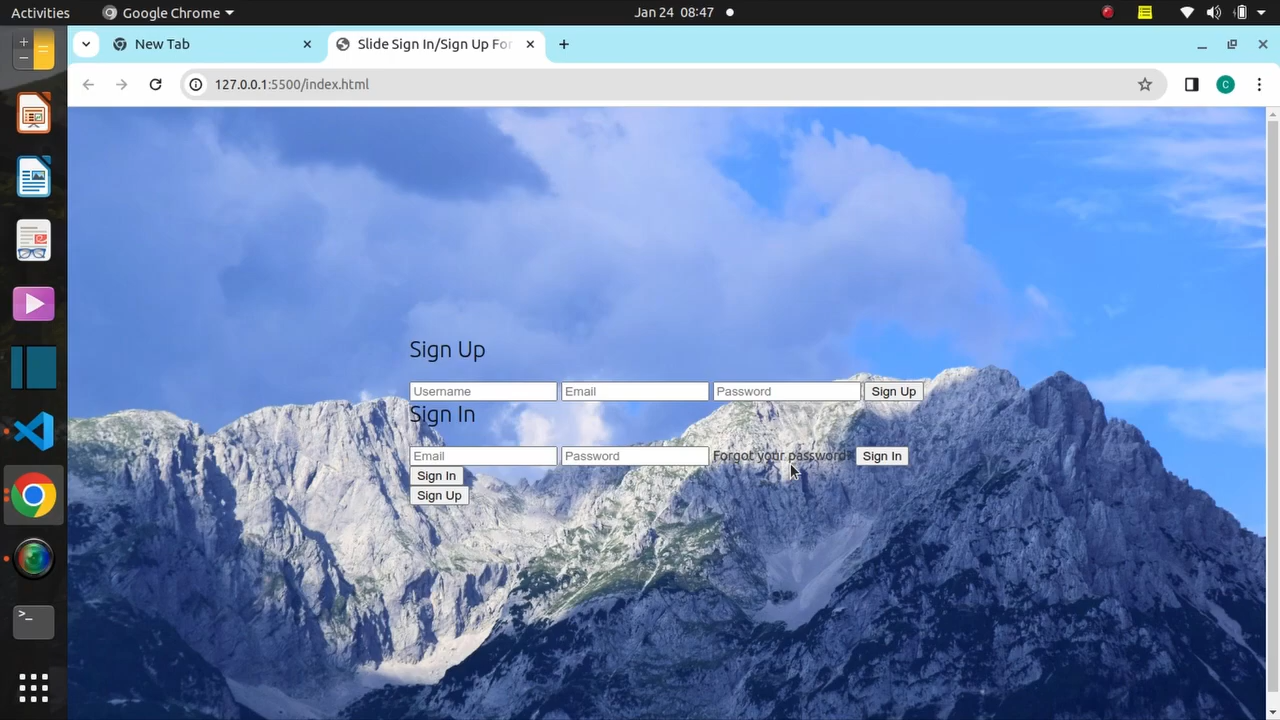 Activities Google Chrome Jan 24 08:47
New Tab Slide Sign In/Sign Up For
127.0.0.1:5500/index.html C
Sign Up
Username Email Password Sign Up
Sign In
Email Password Forgot your password? Sign In
Sign In
Sign Up